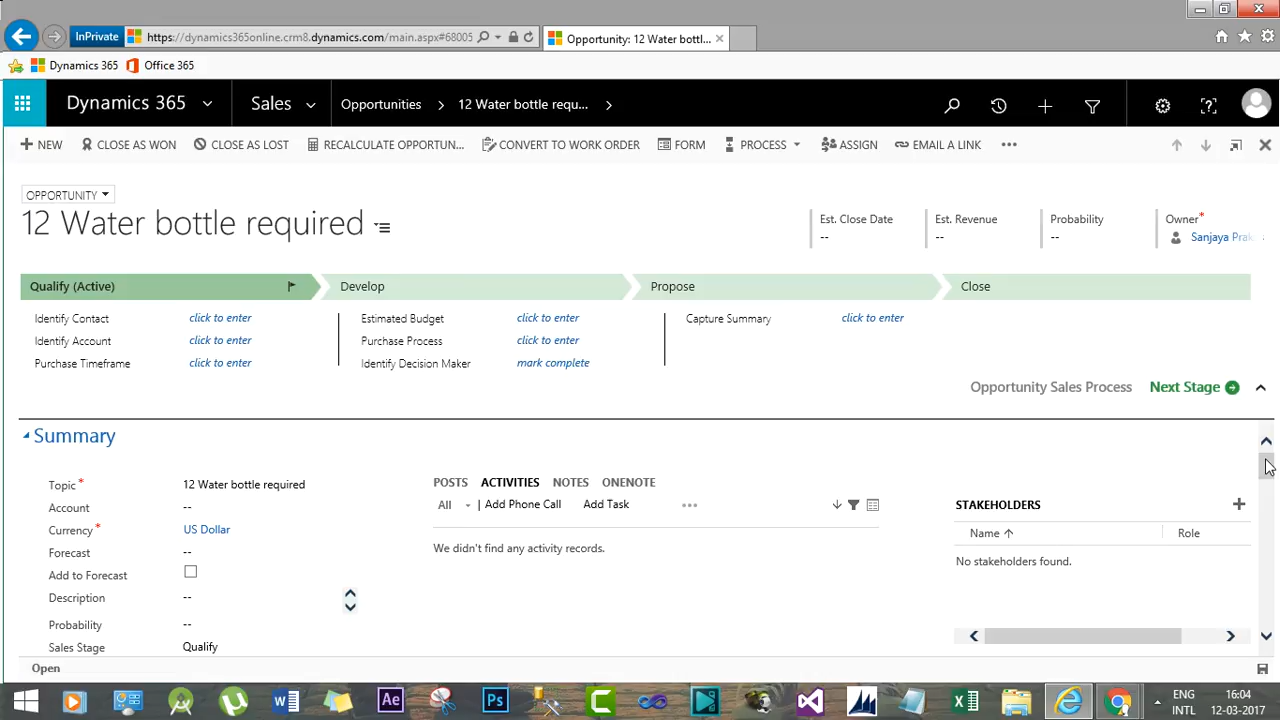 InPrivate https://dynamics365online.crm8.dynamics.com/main.aspx#68005 Opportunity: 12 Water bottl...
Dynamics 365 Office 365
Dynamics 365 Sales Opportunities 12 Water bottle requ...
NEW CLOSE AS WON CLOSE AS LOST RECALCULATE OPPORTUN... CONVERT TO WORK ORDER FORM PROCESS ASSIGN EMAIL A LINK
OPPORTUNITY
12 Water bottle required
Est. Close Date Est. Revenue Probability Owner*
-- -- -- Sanjaya Prak
Qualify (Active) Develop Propose Close
Identify Contact click to enter Estimated Budget click to enter Capture Summary click to enter
Identify Account click to enter Purchase Process click to enter
Purchase Timeframe click to enter Identify Decision Maker mark complete
Opportunity Sales Process Next Stage
Summary
Topic* 12 Water bottle required POSTS ACTIVITIES NOTES ONENOTE
Account -- All | Add Phone Call Add Task ... STAKEHOLDERS
Currency* US Dollar Name Role
Forecast -- We didn't find any activity records. No stakeholders found.
Add to Forecast
Description --
Probability --
Sales Stage Qualify
Open
Ae Ps W C X
ENG 16:04
INTL 12-03-2017